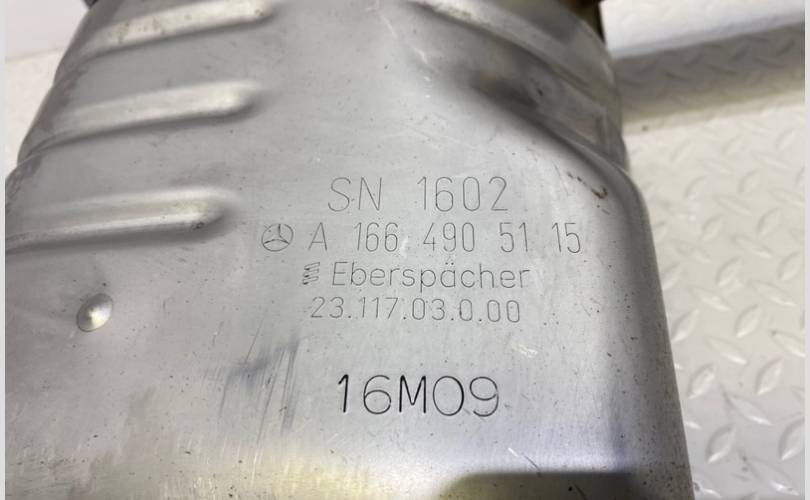 SN 1602
A 166 490 51 15
Eberspächer
23.117.03.0.00
16M09